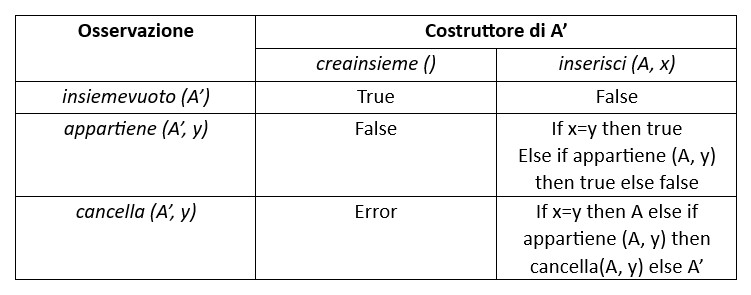 Osservazione
Costruttore di A’
creainsieme ()
inserisci (A, x)
insiemevuoto (A’)
True
False
appartiene (A’, y)
False
If x=y then true
Else if appartiene (A, y)
then true else false
cancella (A’, y)
Error
If x=y then A else if
appartiene (A, y) then
cancella(A, y) else A’